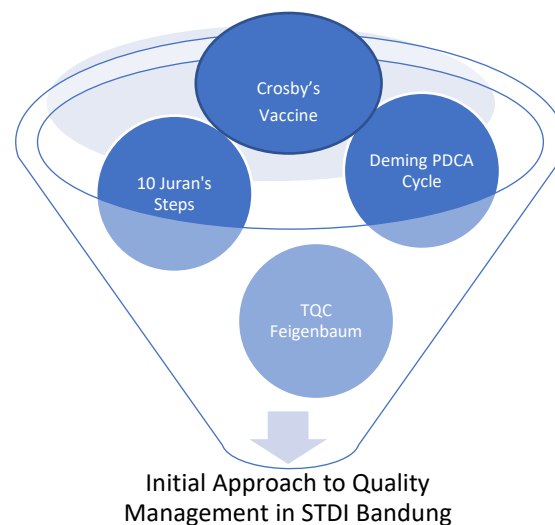 Crosby's
Vaccine
Deming PDCA
Cycle
10 Juran's
Steps
TQC
Feigenbaum
Initial Approach to Quality
Management in STDI Bandung